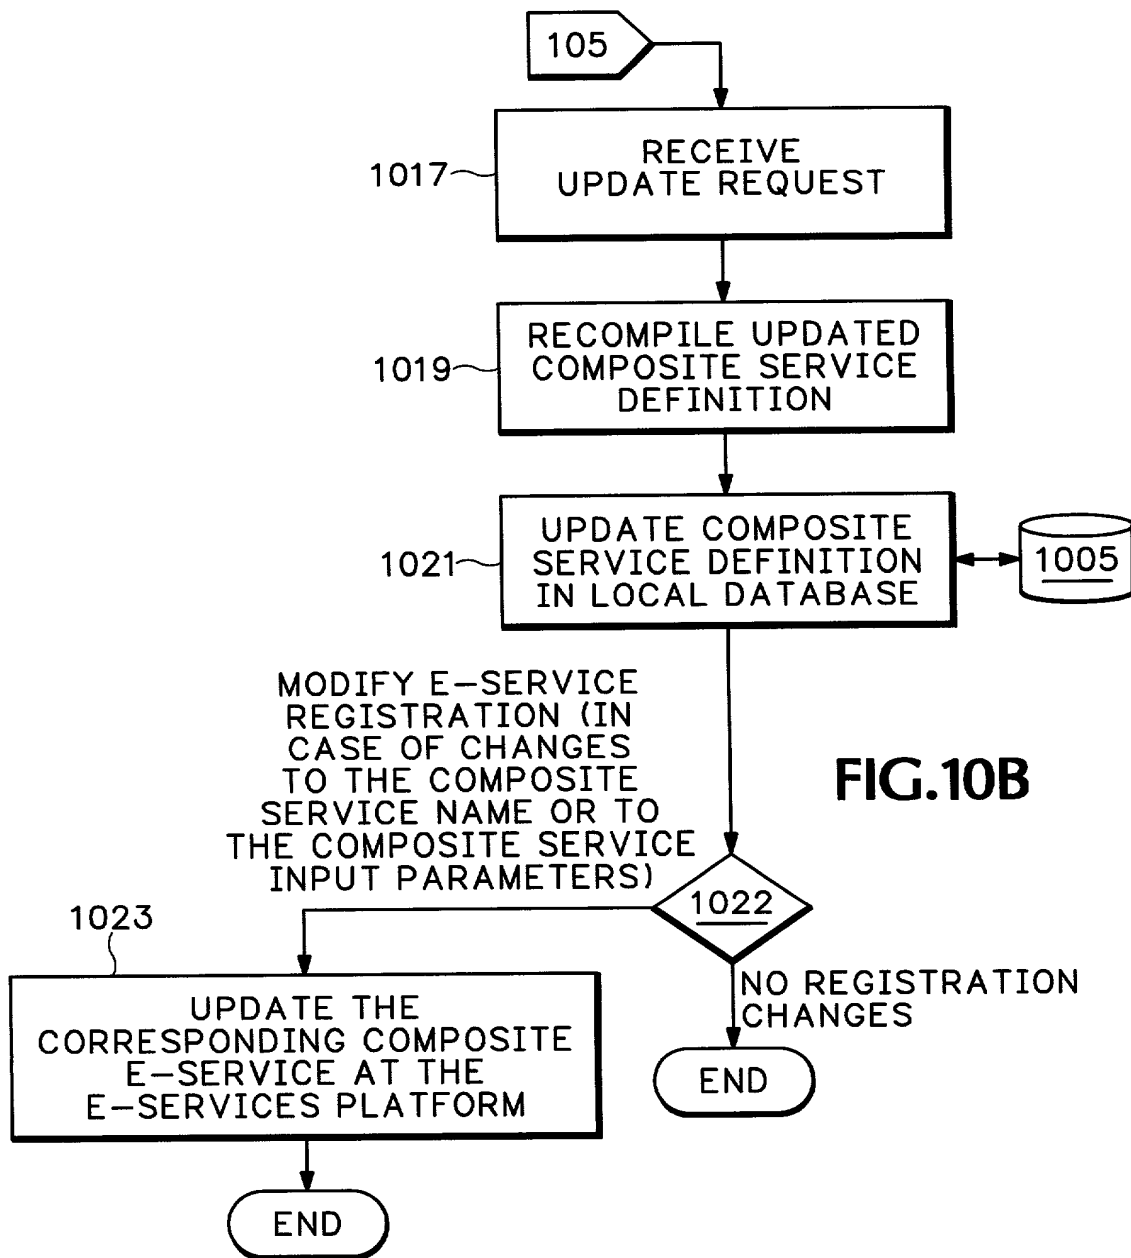 105
RECEIVE
UPDATE REQUEST
1017
RECOMPILE UPDATED
COMPOSITE SERVICE
DEFINITION
1019
UPDATE COMPOSITE
SERVICE DEFINITION
IN LOCAL DATABASE
1021
1005
MODIFY E-SERVICE
REGISTRATION (IN
CASE OF CHANGES
TO THE COMPOSITE
SERVICE NAME OR TO
THE COMPOSITE SERVICE
INPUT PARAMETERS)
FIG.10B
1022
1023
UPDATE THE
CORRESPONDING COMPOSITE
E-SERVICE AT THE
E-SERVICES PLATFORM
NO REGISTRATION
CHANGES
END
END